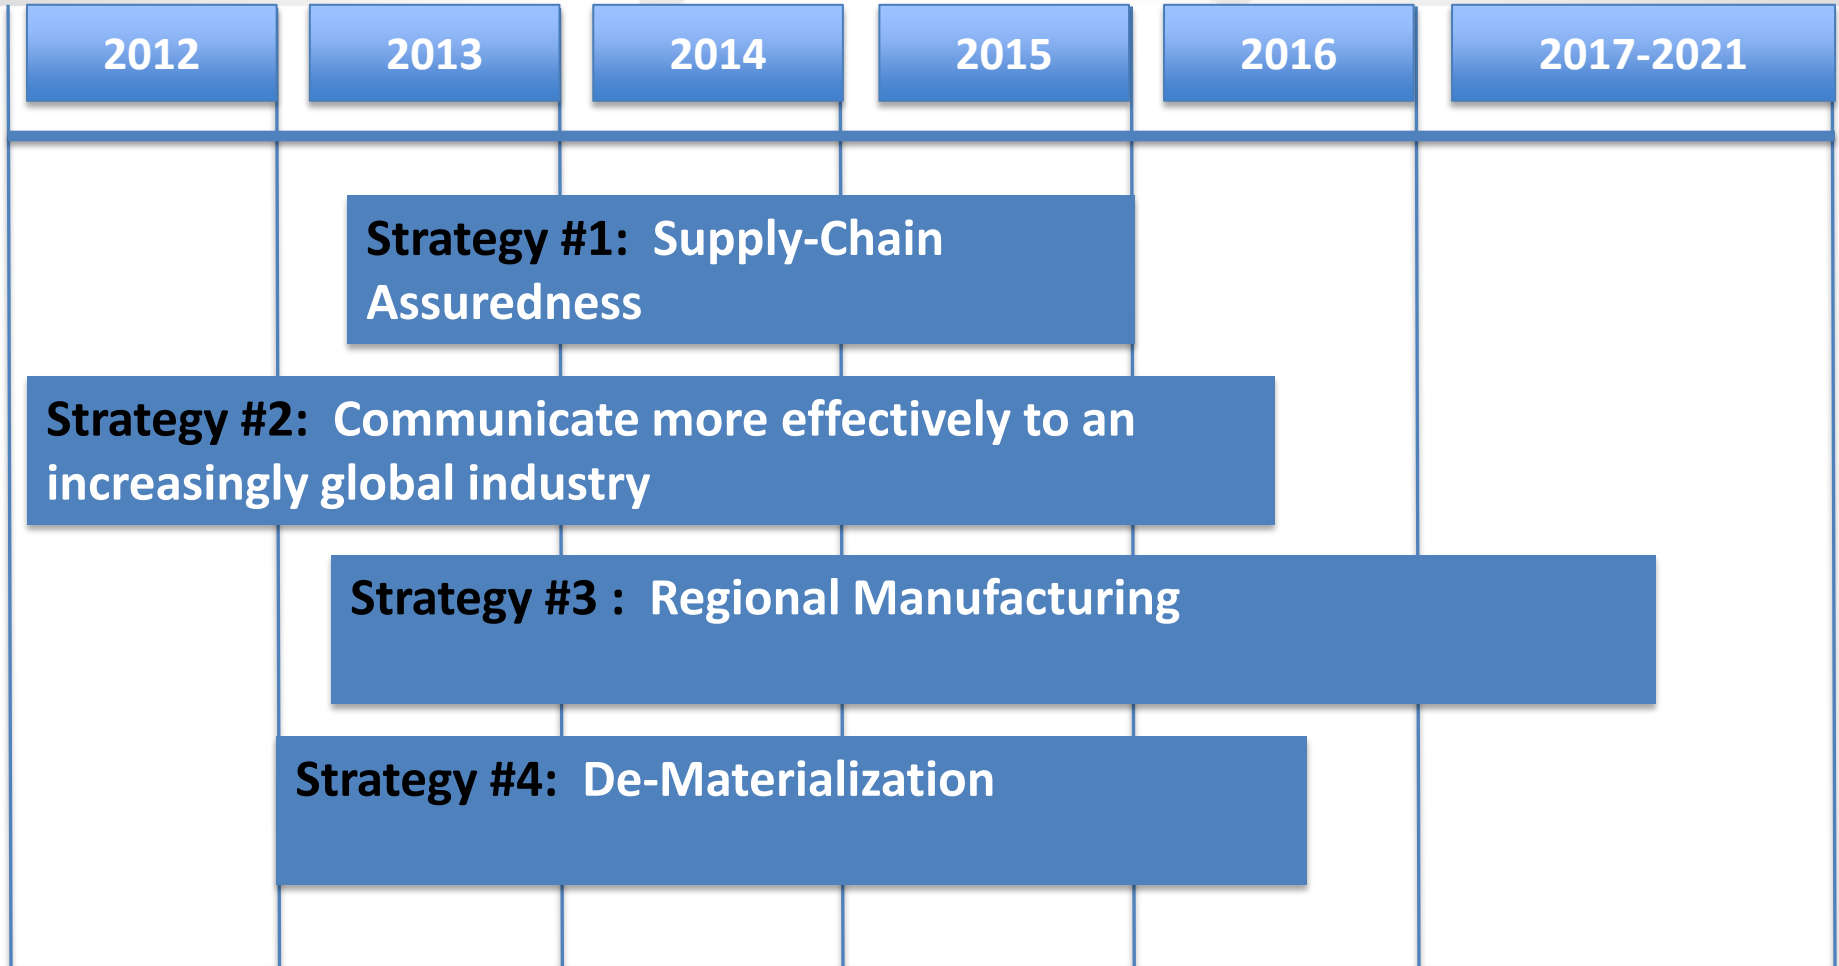 2012 2013 2014 2015 2016 2017-2021
Strategy #1: Supply-Chain
Assuredness
Strategy #2: Communicate more effectively to an
increasingly global industry
Strategy #3 : Regional Manufacturing
Strategy #4: De-Materialization